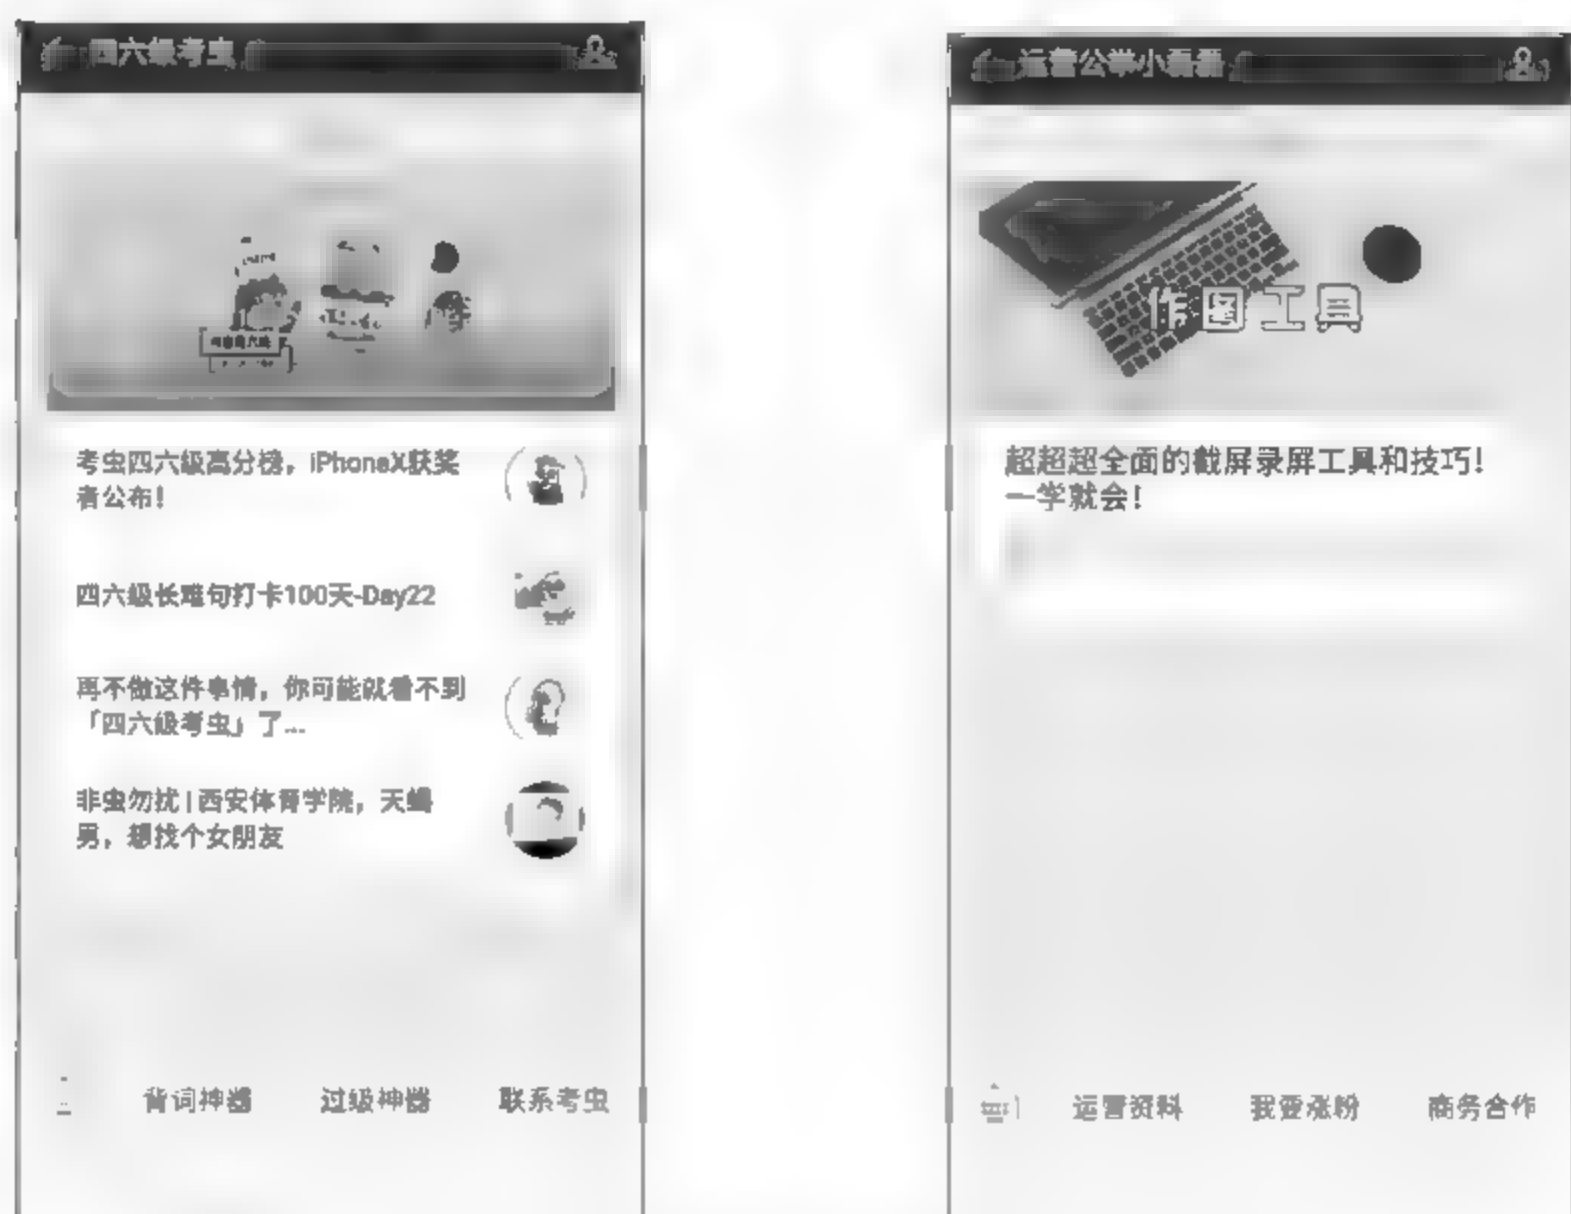 四六级考虫
考虫四六级高分榜，iPhoneX获奖
者公布！
四六级长难句打卡100天-Day22
再不做这件事情，你可能就看不到
「四六级考虫」了...
非虫勿扰 | 西安体育学院，天蝎
男，想找个女朋友
背词神器
过级神器
联系考虫
运营公举小磊磊
作图工具
超超超全面的截屏录屏工具和技巧！
一学就会！
运营资料
我要涨粉
商务合作